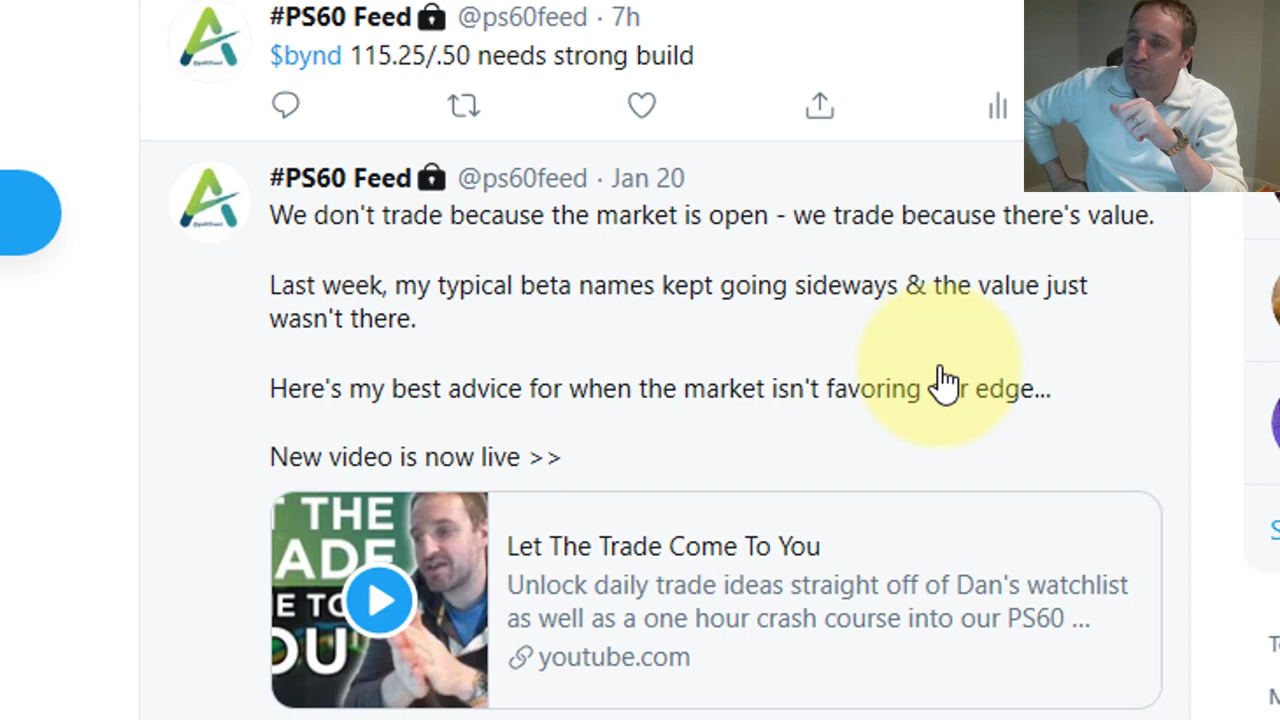 #PS60 Feed @ps60feed · 7h
$bynd 115.25/.50 needs strong build
#PS60 Feed @ps60feed · Jan 20
We don't trade because the market is open - we trade because there's value.
Last week, my typical beta names kept going sideways & the value just
wasn't there.
Here's my best advice for when the market isn't favoring edge...
New video is now live >>
T THE
ADE
E TO
OU
Let The Trade Come To You
Unlock daily trade ideas straight off of Dan's watchlist
as well as a one hour crash course into our PS60 ...
youtube.com